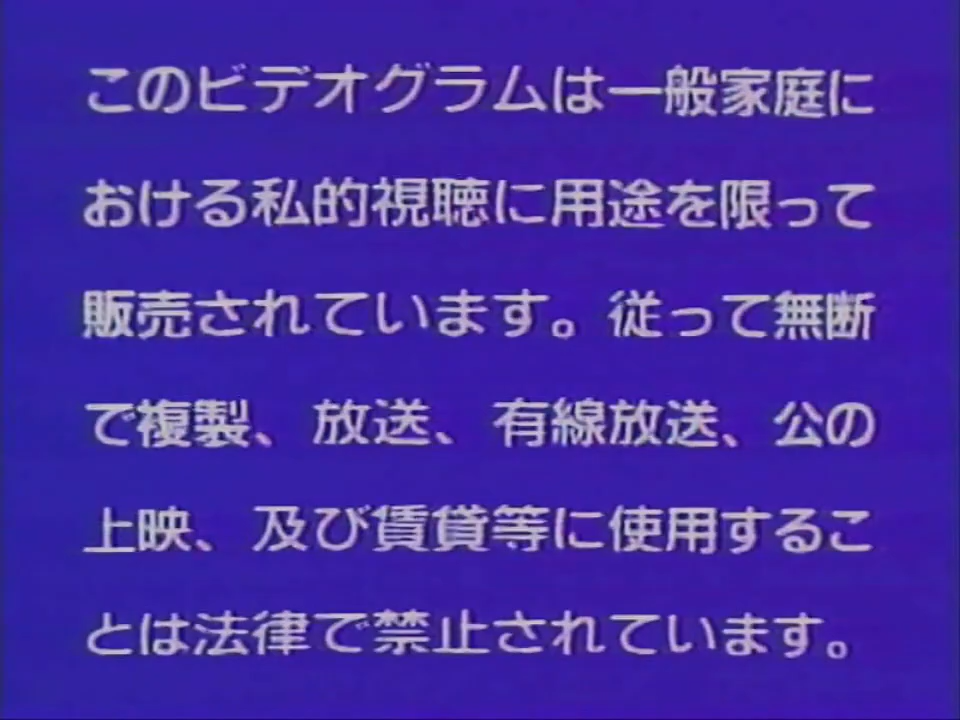 このビデオグラムは一般家庭に
おける私的視聴に用途を限って
販売されています。従って無断
で複製、放送、有線放送、公の
上映、及び賃貸等に使用するこ
とは法律で禁止されています。